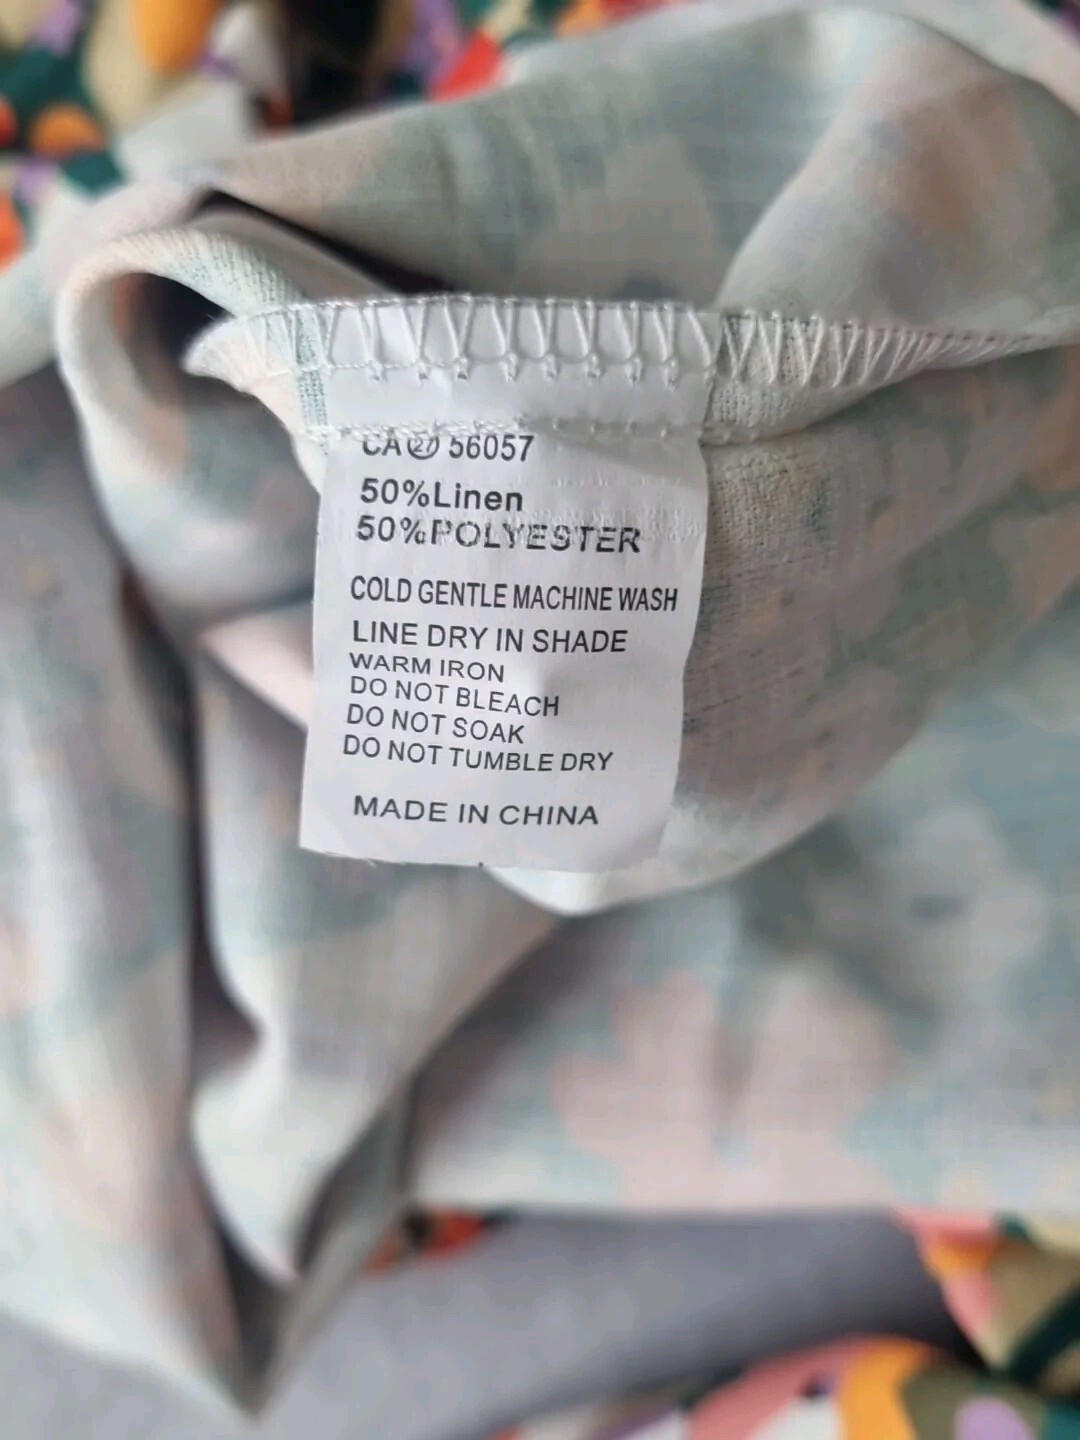 CA㉗ 56057
50%Linen
50%POLYESTER
COLD GENTLE MACHINE WASH
LINE DRY IN SHADE
WARM IRON
DO NOT BLEACH
DO NOT SOAK
DO NOT TUMBLE DRY
MADE IN CHINA